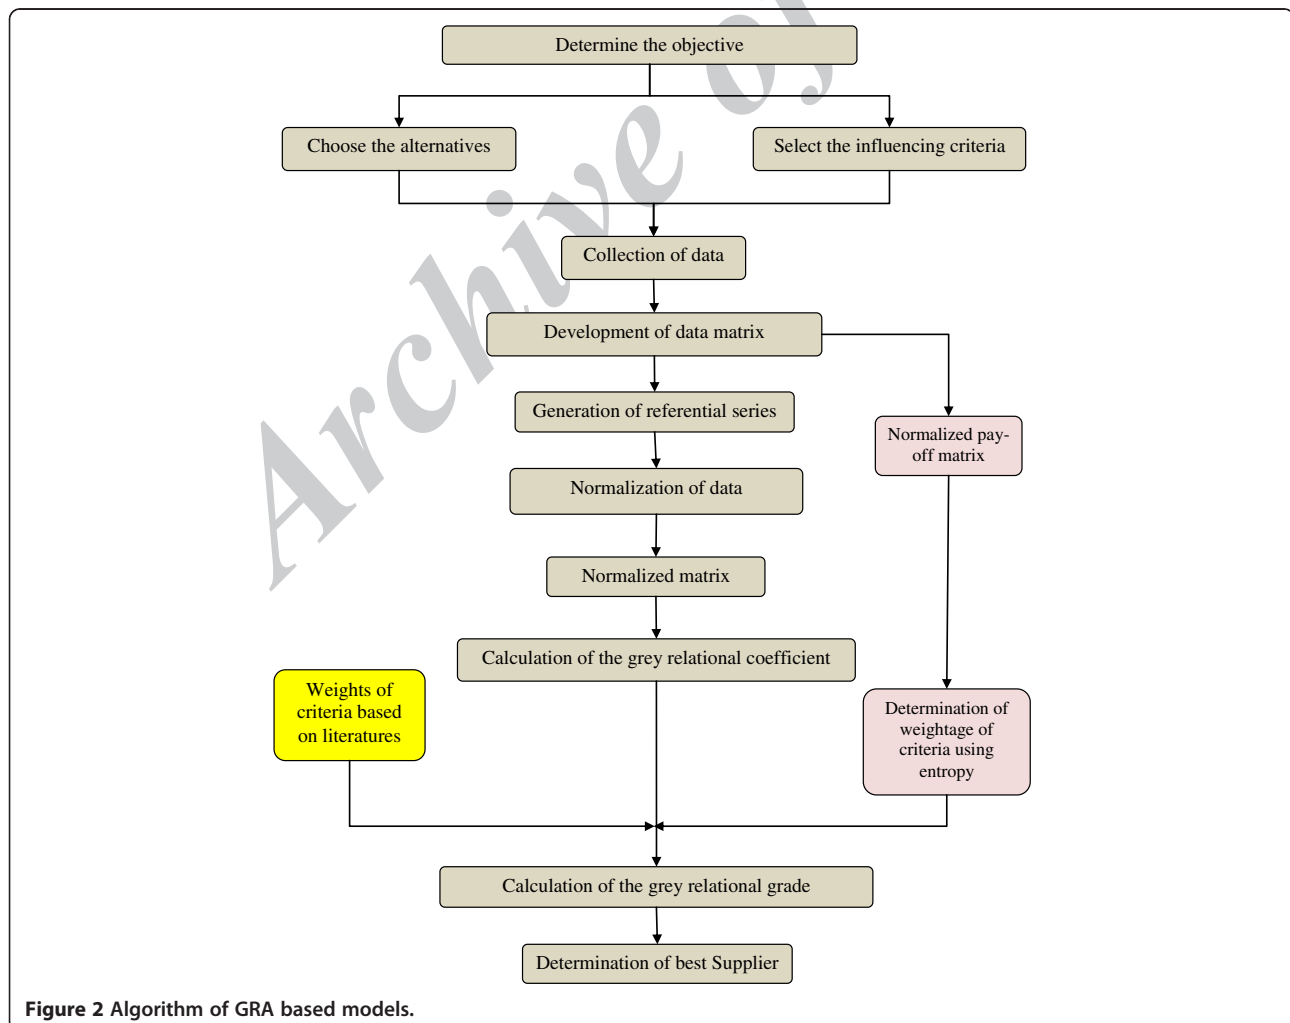 Determine the objective
Choose the alternatives
Select the influencing criteria
Collection of data
Development of data matrix
Generation of referential series
Normalized pay-
off matrix
Normalization of data
Normalized matrix
Calculation of the grey relational coefficient
Weights of
criteria based
on literatures
Determination of
weightage of
criteria using
entropy
Calculation of the grey relational grade
Determination of best Supplier
Figure 2 Algorithm of GRA based models.
Archive of